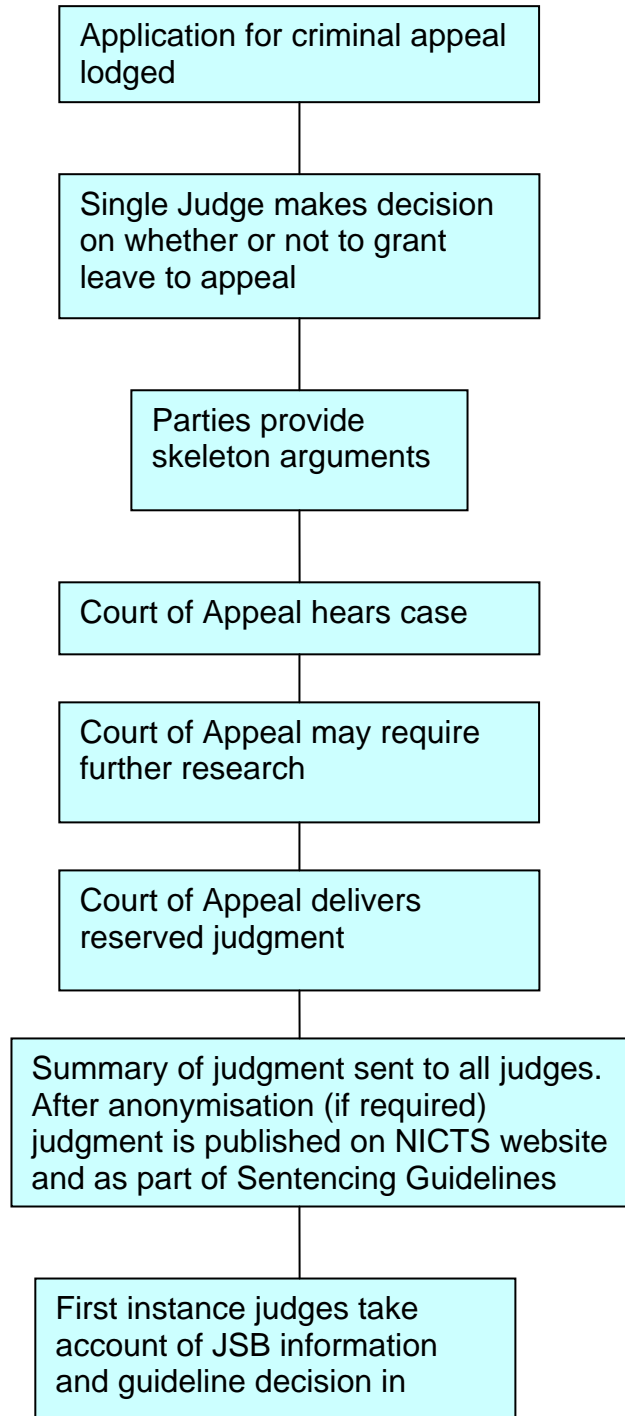 Application for criminal appeal
lodged
Single Judge makes decision
on whether or not to grant
leave to appeal
Parties provide
skeleton arguments
Court of Appeal hears case
Court of Appeal may require
further research
Court of Appeal delivers
reserved judgment
Summary of judgment sent to all judges.
After anonymisation (if required)
judgment is published on NICTS website
and as part of Sentencing Guidelines
First instance judges take
account of JSB information
and guideline decision in